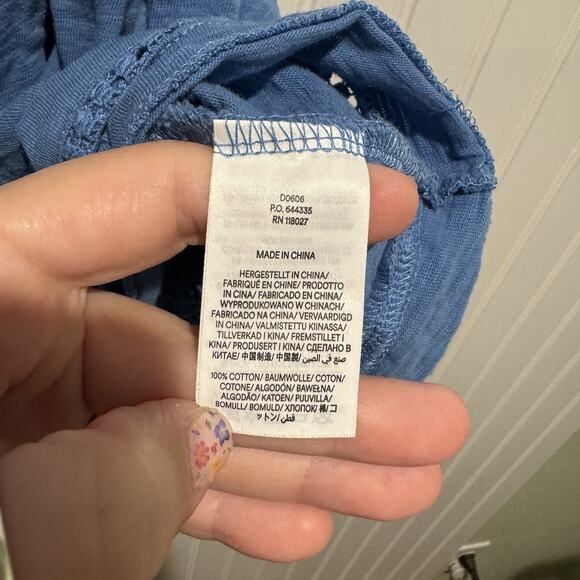 D0606
P.O. 644335
RN 118027
MADE IN CHINA
HERGESTELLT IN CHINA/
FABRIQUÉ EN CHINE/ PRODOTTO
IN CINA/ FABRICADO EN CHINA/
WYPRODUKOWANO W CHINACH/
FABRICADO NA CHINA/ VERVAARDIGD
IN CHINA/ VALMISTETTU KIINASSA/
TILLVERKAD I KINA/ FREMSTILLET I
KINA/ PRODUSERT I KINA/ СДЕЛАНО В
КИТАЕ/ 中国制造/ 中国製/ صنع في الصين
100% COTTON/ BAUMWOLLE/ COTON/
COTONE/ ALGODÓN/ BAWEŁNA/
ALGODÃO/ KATOEN/ PUUVILLA/
BOMULL/ BOMULD/ ХЛОПОК/ 棉/ コ
ットン/ قطن